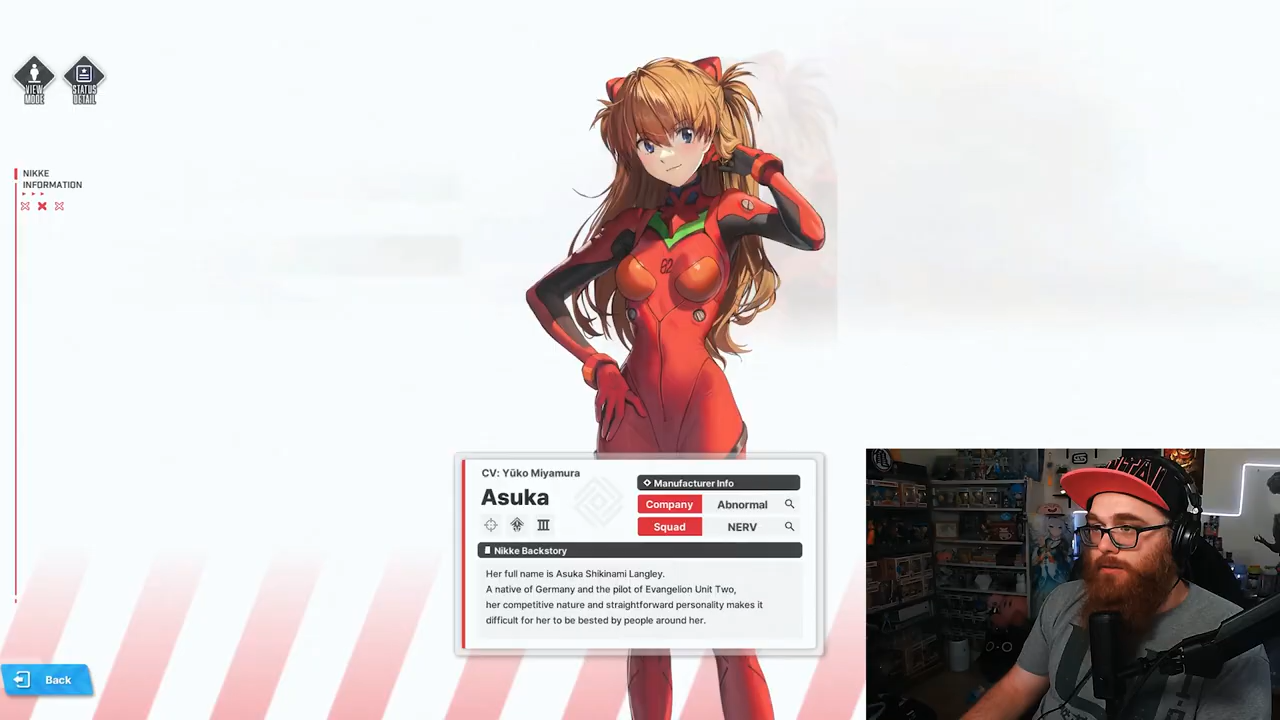 VIEW
MODE
STATUS
DETAIL
NIKKE
INFORMATION
02
CV: Yūko Miyamura
Asuka
III
Manufacturer Info
Company Abnormal
Squad NERV
Nikke Backstory
Her full name is Asuka Shikinami Langley.
A native of Germany and the pilot of Evangelion Unit Two,
her competitive nature and straightforward personality makes it
difficult for her to be bested by people around her.
Back